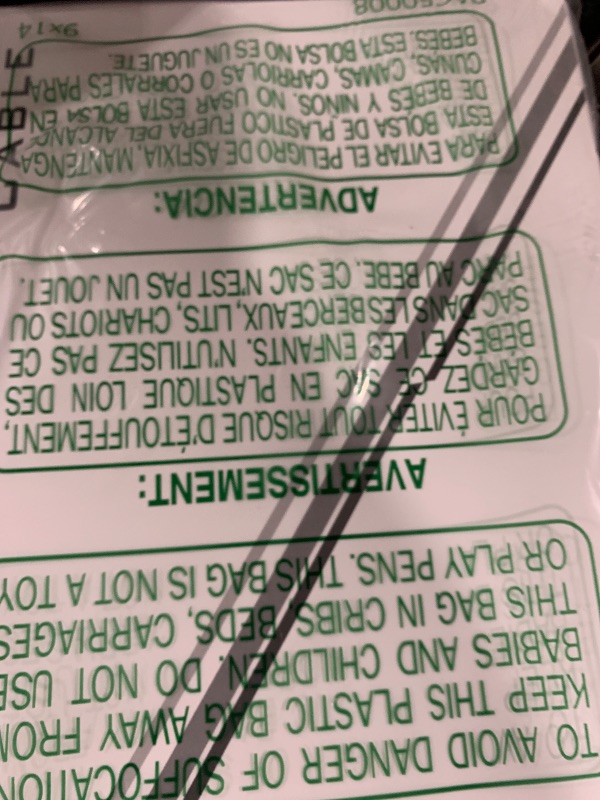 TO AVOID DANGER OF SUFFOCATION
KEEP THIS PLASTIC BAG AWAY FROM
BABIES AND CHILDREN. DO NOT USE
THIS BAG IN CRIBS, BEDS, CARRIAGES
OR PLAY PENS. THIS BAG IS NOT A TOY
AVERTISSEMENT:
POUR ÉVITER TOUT RISQUE D'ÉTOUFFEMENT,
GARDEZ CE SAC EN PLASTIQUE LOIN DES
BÉBÉS ET LES ENFANTS. N'UTILISEZ PAS CE
SAC DANS LES BERCEAUX, LITS, CHARIOTS OU
PARC AU BEBE. CE SAC N'EST PAS UN JOUET.
ADVERTENCIA:
PARA EVITAR EL PELIGRO DE ASFIXIA, MANTENGA
ESTA BOLSA DE PLASTICO FUERA DEL ALCANC
DE BEBES Y NIÑOS. NO USAR ESTA BOLSA EN
CUNAS, CAMAS, CARRIOLAS O CORRALES PARA
BEBES. ESTA BOLSA NO ES UN JUGUETE.
9x14